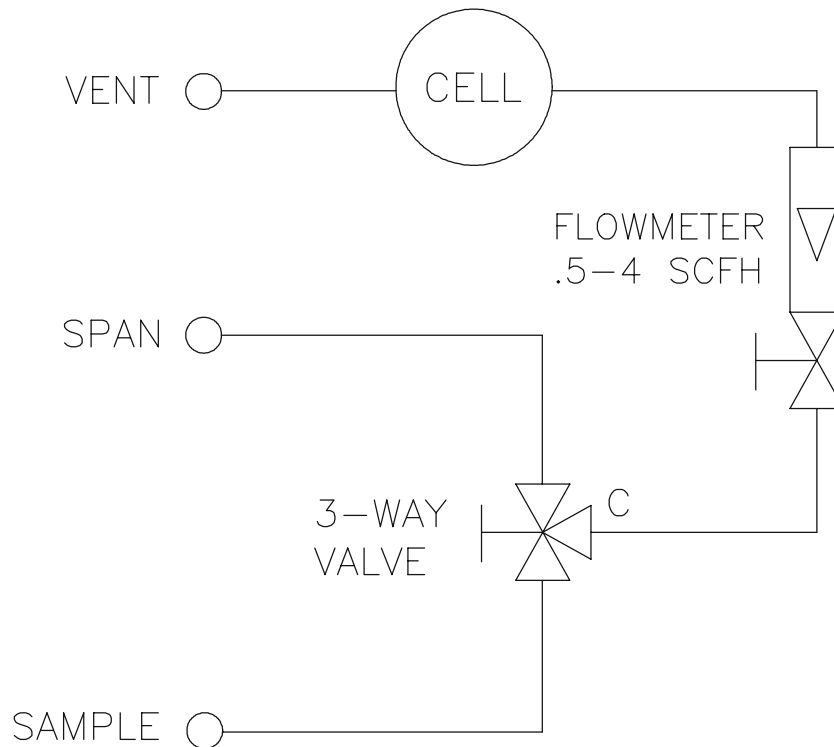 VENT
CELL
FLOWMETER
.5-4 SCFH
SPAN
3-WAY
VALVE
C
SAMPLE